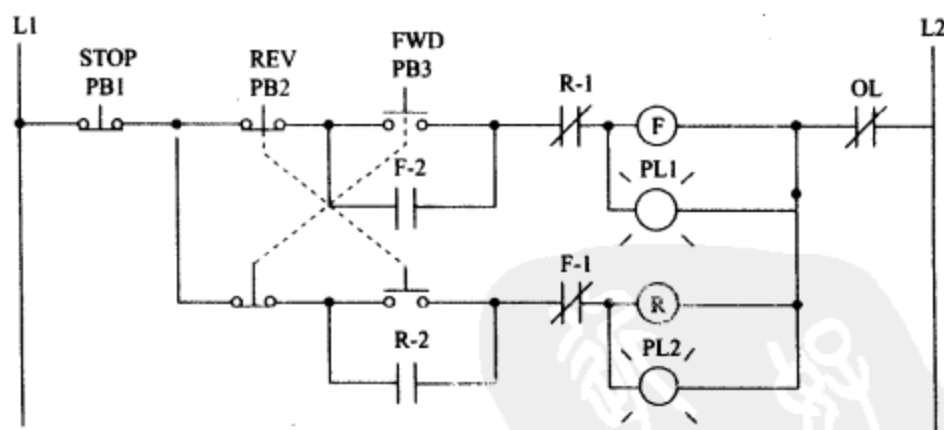 L1
L2
STOP
PB1
REV
PB2
FWD
PB3
R-1
OL
F
F-2
PL1
F-1
R
R-2
PL2